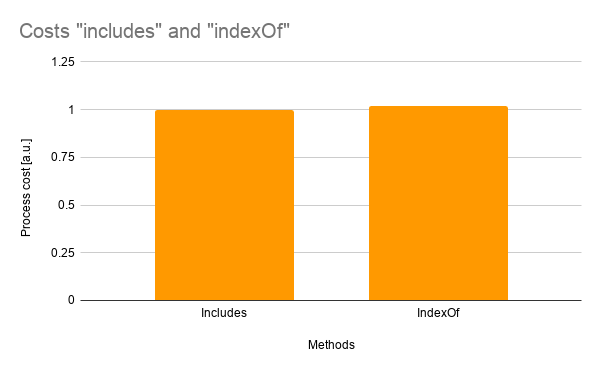 Costs "includes" and "indexOf"
1.25
1
0.75
0.5
0.25
0
Process cost [a.u.]
Includes
IndexOf
Methods